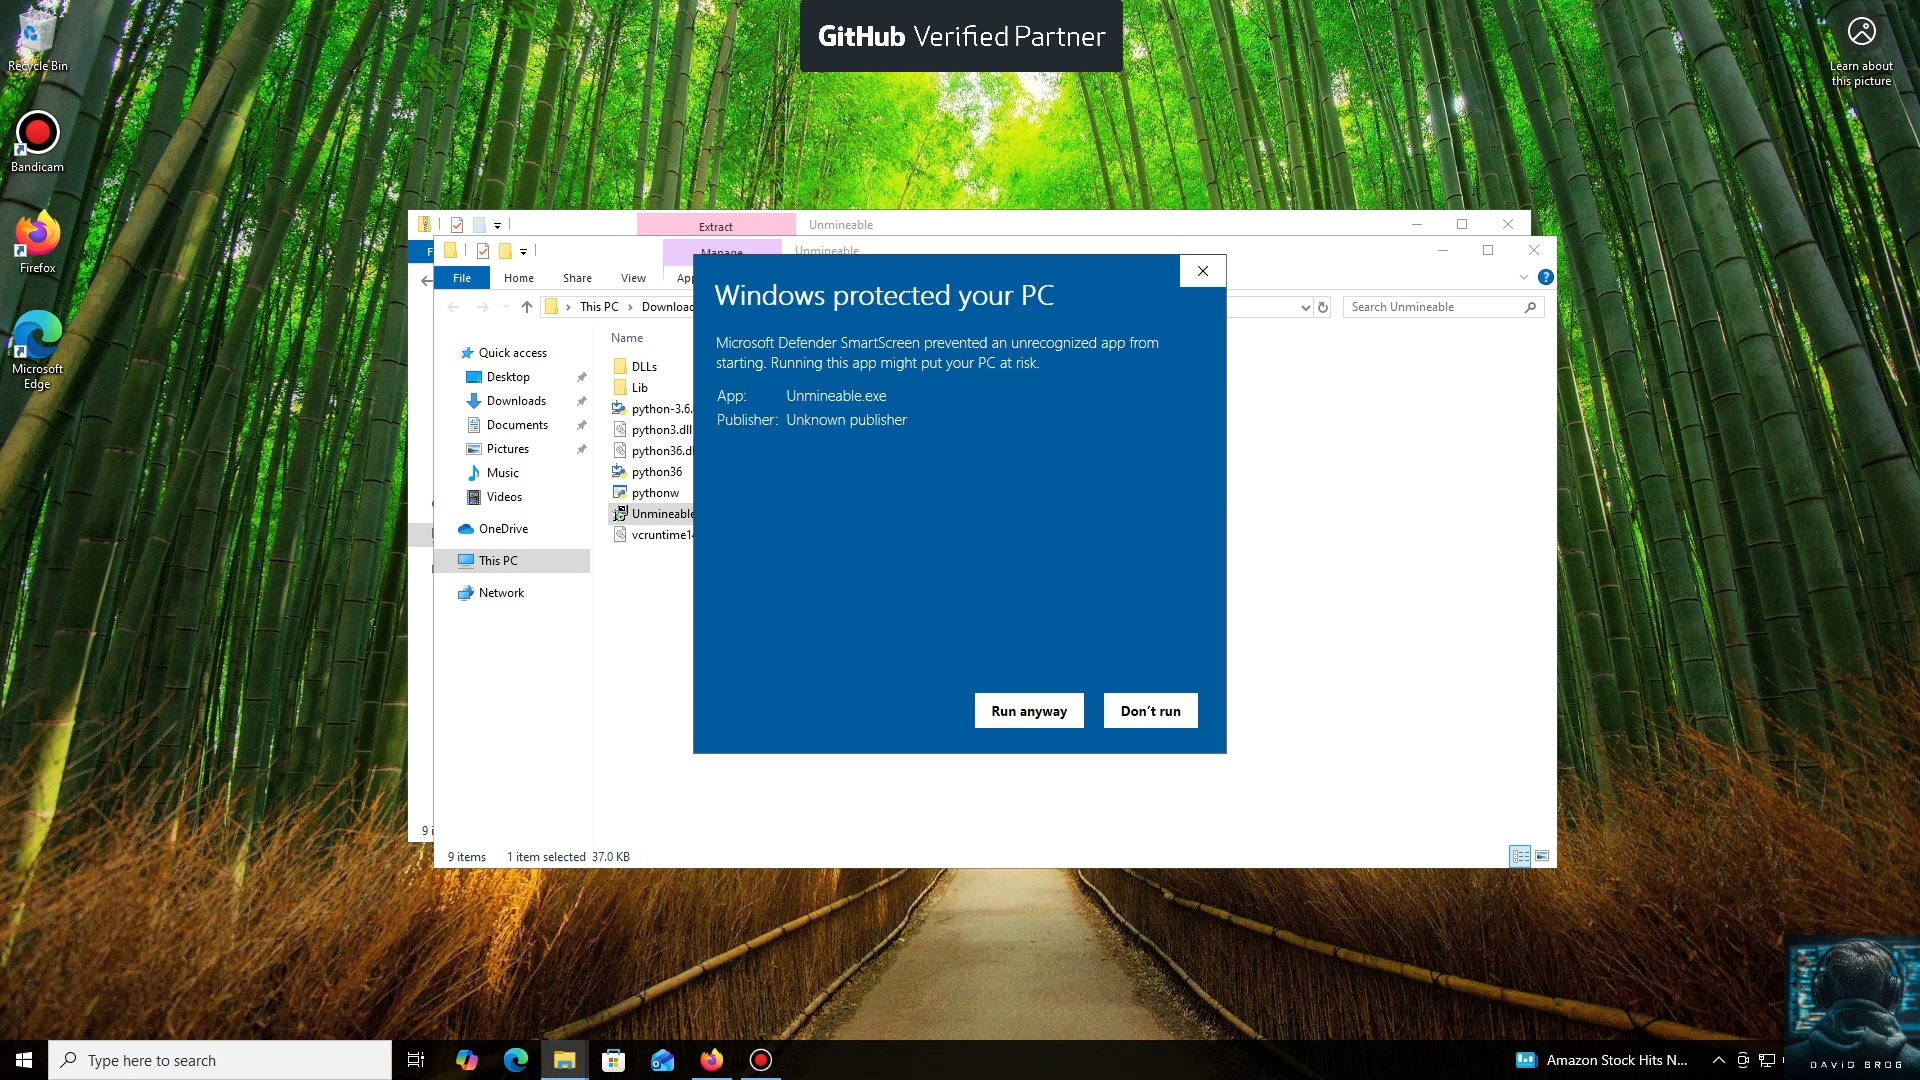 GitHub Verified Partner
Recycle Bin
Bandicam
Firefox
Microsoft
Edge
Learn about
this picture
Extract
Unmineable
Manage
Unmineable
File
Home
Share
View
This PC
Search Unmineable
Quick access
Desktop
Downloads
Documents
Pictures
Music
Videos
OneDrive
This PC
Network
Name
DLLs
Lib
python-3.6.
python3.dll
python36.d
python36
pythonw
Unmineable
vcruntime1
Windows protected your PC
Microsoft Defender SmartScreen prevented an unrecognized app from
starting. Running this app might put your PC at risk.
App: Unmineable.exe
Publisher: Unknown publisher
Run anyway
Don't run
9 items 1 item selected 37.0 KB
Type here to search
Amazon Stock Hits N...
DAVID BROG